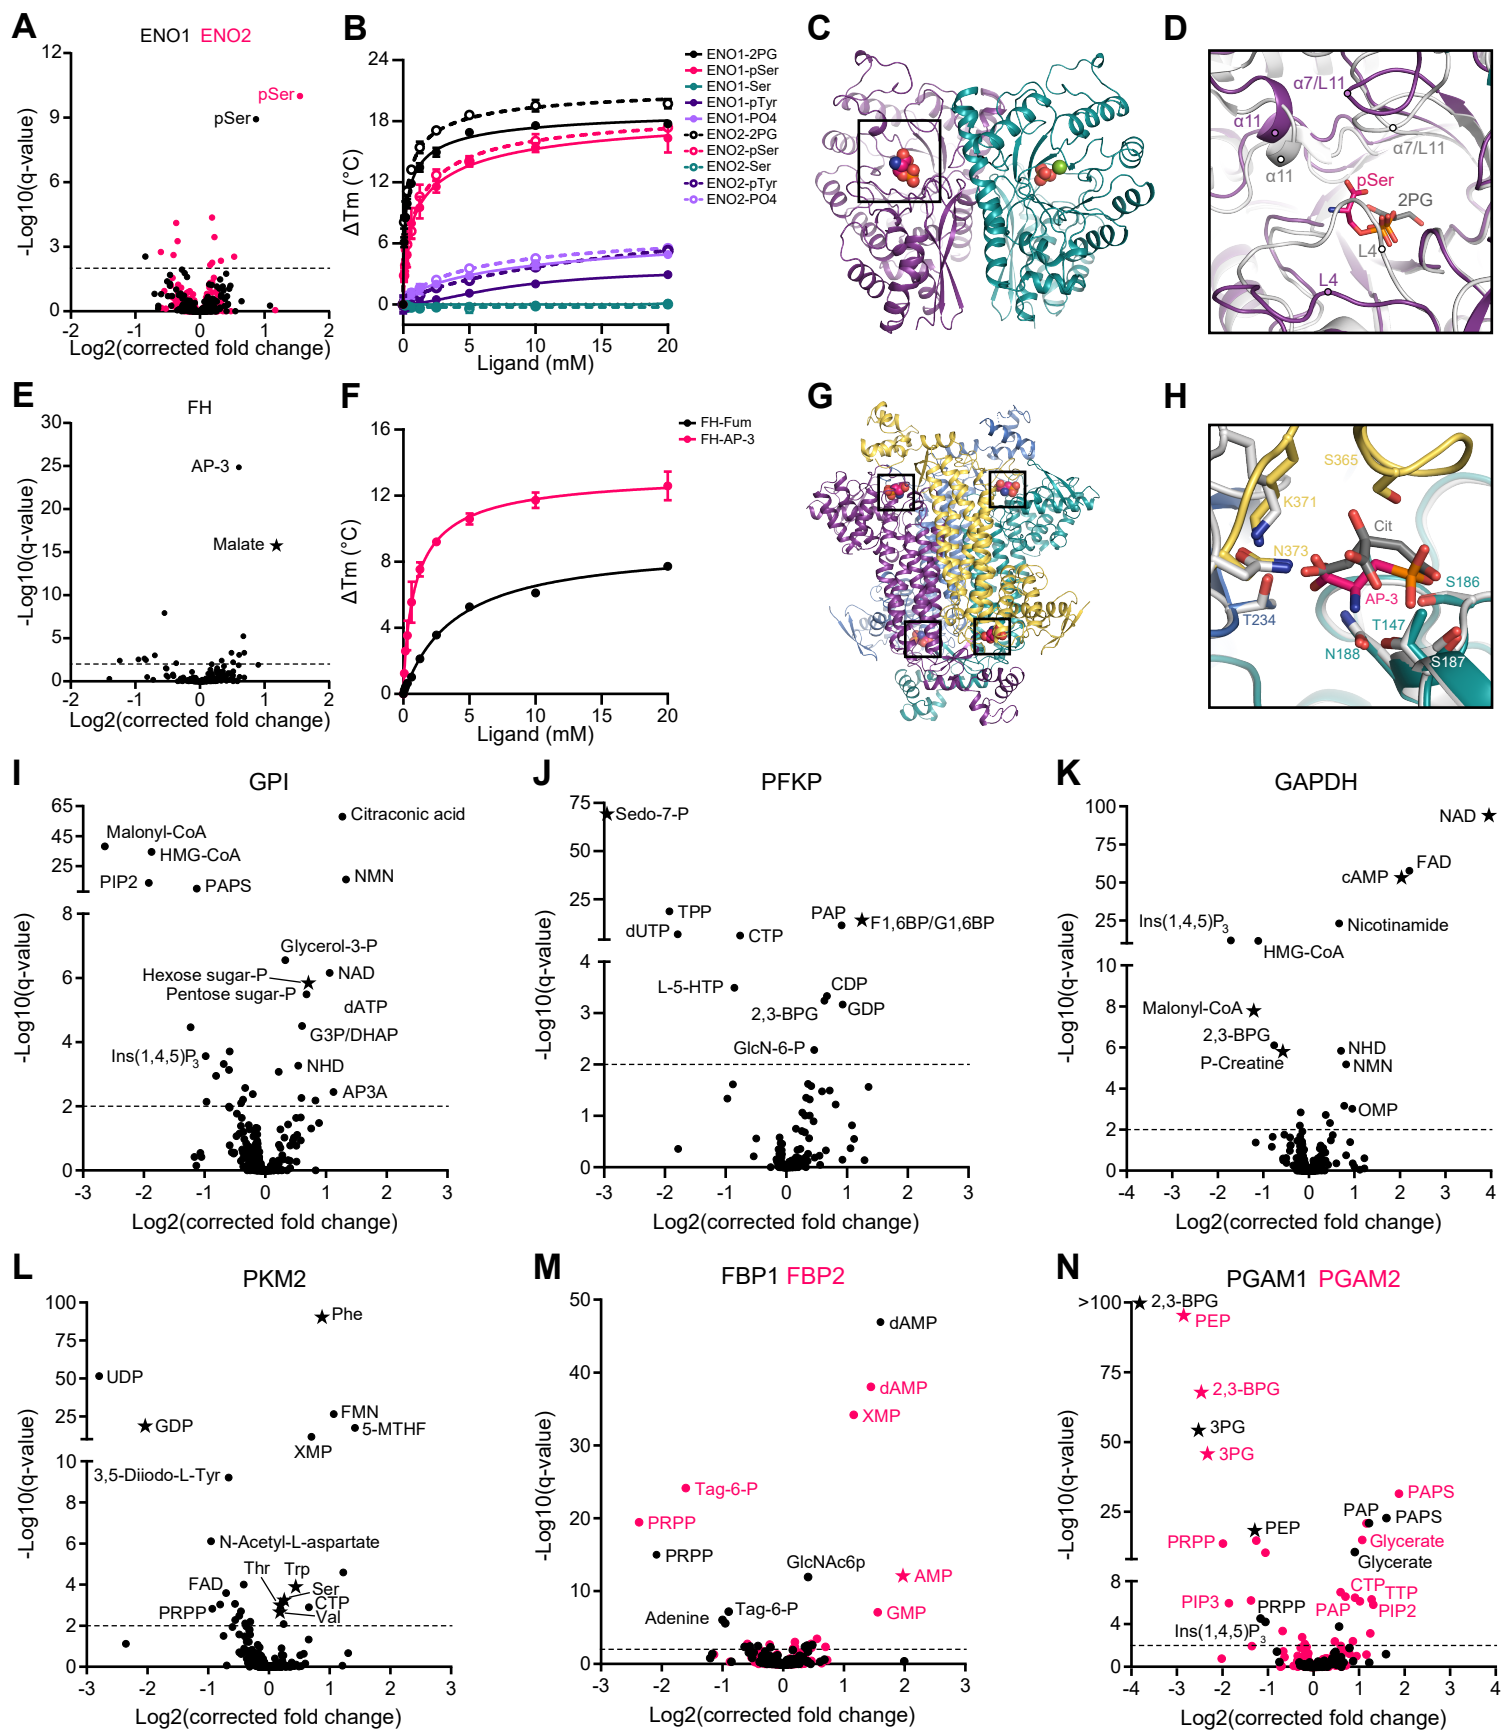 A
ENO1 ENO2
-Log10(q-value)
12
9
6
3
0
pSer
pSer
-2 -1 0 1 2
Log2(corrected fold change)
B
ΔTm (°C)
24
18
12
6
0
0 5 10 15 20
Ligand (mM)
ENO1-2PG
ENO1-pSer
ENO1-Ser
ENO1-pTyr
ENO1-PO4
ENO2-2PG
ENO2-pSer
ENO2-Ser
ENO2-pTyr
ENO2-PO4
C
D
α7/L11
α11
α7/L11
α11
pSer
2PG
L4
L4
E
FH
-Log10(q-value)
30
25
20
15
10
5
0
AP-3
Malate
-2 -1 0 1 2
Log2(corrected fold change)
F
ΔTm (°C)
16
12
8
4
0
0 5 10 15 20
Ligand (mM)
FH-Fum
FH-AP-3
G
H
S365
K371
Cit
N373
AP-3
S186
T234
T147
N188
S187
I
GPI
-Log10(q-value)
65
45
25
8
6
4
2
0
Citraconic acid
Malonyl-CoA
HMG-CoA
PIP2
PAPS
NMN
Glycerol-3-P
Hexose sugar-P
NAD
Pentose sugar-P
dATP
G3P/DHAP
Ins(1,4,5)P3
NHD
AP3A
-3 -2 -1 0 1 2 3
Log2(corrected fold change)
J
PFKP
-Log10(q-value)
75
50
25
4
3
2
1
0
Sedo-7-P
TPP
PAP
F1,6BP/G1,6BP
dUTP
CTP
L-5-HTP
CDP
2,3-BPG
GDP
GlcN-6-P
-3 -2 -1 0 1 2 3
Log2(corrected fold change)
K
GAPDH
-Log10(q-value)
100
75
50
25
10
8
6
4
2
0
NAD
FAD
cAMP
Ins(1,4,5)P3
Nicotinamide
HMG-CoA
Malonyl-CoA
2,3-BPG
P-Creatine
NHD
NMN
OMP
-4 -3 -2 -1 0 1 2 3 4
Log2(corrected fold change)
L
PKM2
-Log10(q-value)
100
75
50
25
10
8
6
4
2
0
Phe
UDP
GDP
FMN
5-MTHF
XMP
3,5-Diiodo-L-Tyr
N-Acetyl-L-aspartate
Thr
Trp
FAD
Ser
CTP
PRPP
Val
-3 -2 -1 0 1 2 3
Log2(corrected fold change)
M
FBP1 FBP2
-Log10(q-value)
50
40
30
20
10
0
dAMP
dAMP
XMP
Tag-6-P
PRPP
PRPP
GlcNAc6p
AMP
Tag-6-P
GMP
Adenine
-3 -2 -1 0 1 2 3
Log2(corrected fold change)
N
PGAM1 PGAM2
-Log10(q-value)
>100
75
50
25
8
4
2
0
2,3-BPG
PEP
2,3-BPG
3PG
3PG
PAPS
PAP
PAPS
PEP
PRPP
Glycerate
Glycerate
CTP
TTP
PIP3
PRPP
PAP
PIP2
Ins(1,4,5)P3
-4 -3 -2 -1 0 1 2 3 4
Log2(corrected fold change)